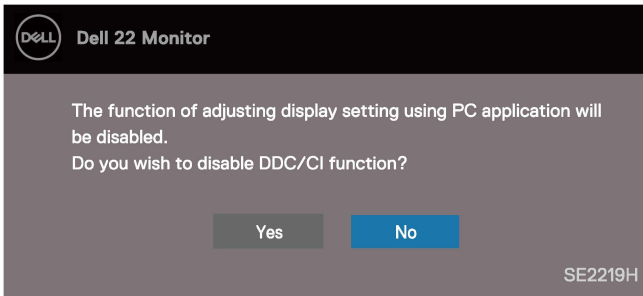 DELL
Dell 22 Monitor
The function of adjusting display setting using PC application will
be disabled.
Do you wish to disable DDC/CI function?
Yes
No
SE2219H